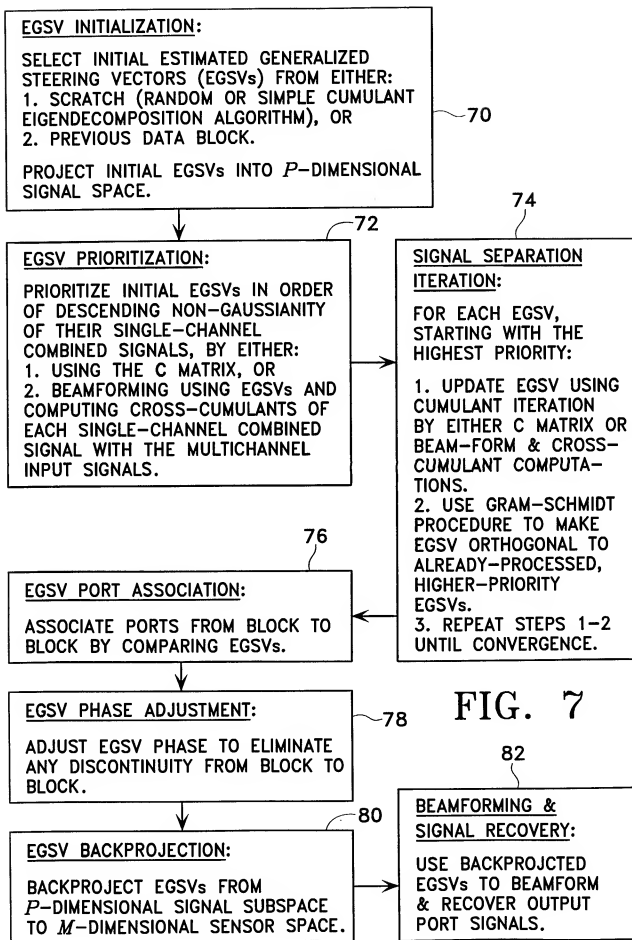 EGSV INITIALIZATION:
SELECT INITIAL ESTIMATED GENERALIZED
STEERING VECTORS (EGSVs) FROM EITHER:
1. SCRATCH (RANDOM OR SIMPLE CUMULANT
EIGENDECOMPOSITION ALGORITHM), OR
2. PREVIOUS DATA BLOCK.
PROJECT INITIAL EGSVs INTO P-DIMENSIONAL
SIGNAL SPACE.
70
72
EGSV PRIORITIZATION:
PRIORITIZE INITIAL EGSVs IN ORDER
OF DESCENDING NON-GAUSSIANITY
OF THEIR SINGLE-CHANNEL
COMBINED SIGNALS, BY EITHER:
1. USING THE C MATRIX, OR
2. BEAMFORMING USING EGSVs AND
COMPUTING CROSS-CUMULANTS OF
EACH SINGLE-CHANNEL COMBINED
SIGNAL WITH THE MULTICHANNEL
INPUT SIGNALS.
74
SIGNAL SEPARATION
ITERATION:
FOR EACH EGSV,
STARTING WITH THE
HIGHEST PRIORITY:
1. UPDATE EGSV USING
CUMULANT ITERATION
BY EITHER C MATRIX OR
BEAM-FORM & CROSS-
CUMULANT COMPUTA-
TIONS.
2. USE GRAM-SCHMIDT
PROCEDURE TO MAKE
EGSV ORTHOGONAL TO
ALREADY-PROCESSED,
HIGHER-PRIORITY
EGSVs.
3. REPEAT STEPS 1-2
UNTIL CONVERGENCE.
76
EGSV PORT ASSOCIATION:
ASSOCIATE PORTS FROM BLOCK TO
BLOCK BY COMPARING EGSVs.
EGSV PHASE ADJUSTMENT:
ADJUST EGSV PHASE TO ELIMINATE
ANY DISCONTINUITY FROM BLOCK TO
BLOCK.
78
FIG. 7
80
EGSV BACKPROJECTION:
BACKPROJECT EGSVs FROM
P-DIMENSIONAL SIGNAL SUBSPACE
TO M-DIMENSIONAL SENSOR SPACE.
82
BEAMFORMING &
SIGNAL RECOVERY:
USE BACKPROJCTED
EGSVs TO BEAMFORM
& RECOVER OUTPUT
PORT SIGNALS.